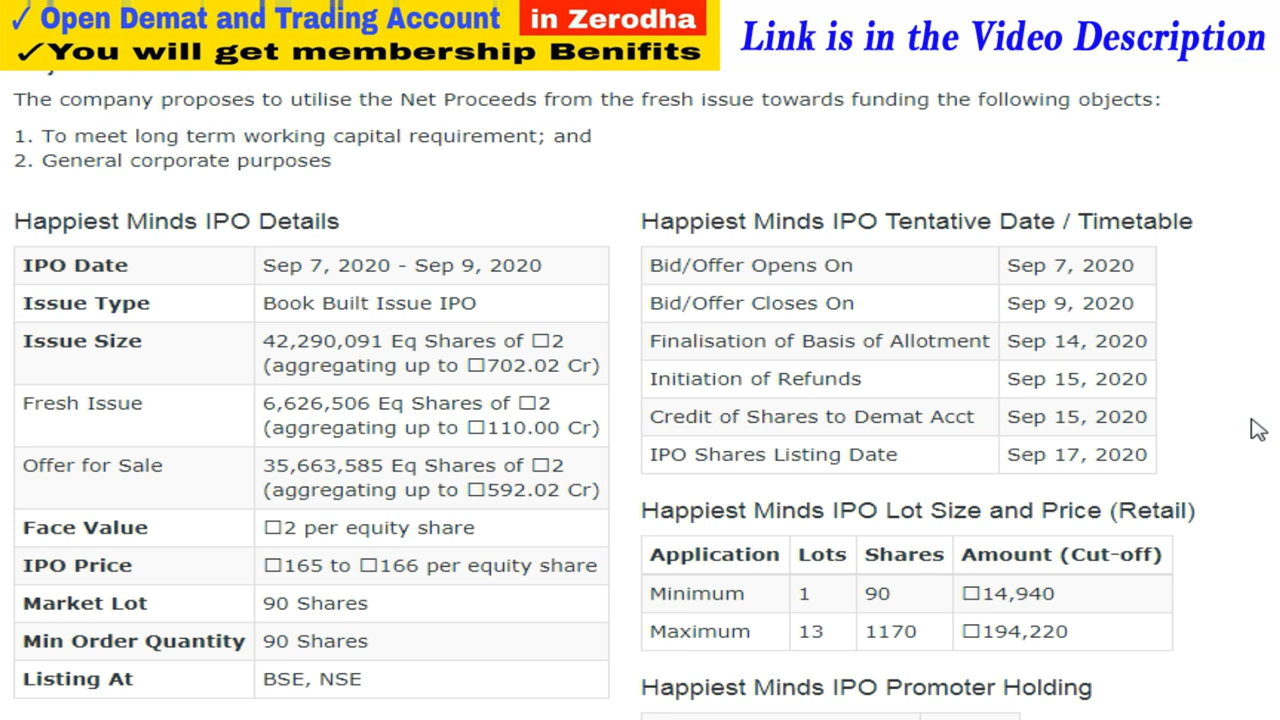 ✓ Open Demat and Trading Account in Zerodha
✓You will get membership Benifits
Link is in the Video Description
The company proposes to utilise the Net Proceeds from the fresh issue towards funding the following objects:
1. To meet long term working capital requirement; and
2. General corporate purposes
Happiest Minds IPO Details
IPO Date Sep 7, 2020 - Sep 9, 2020
Issue Type Book Built Issue IPO
Issue Size 42,290,091 Eq Shares of ☐2
(aggregating up to ☐702.02 Cr)
Fresh Issue 6,626,506 Eq Shares of ☐2
(aggregating up to ☐110.00 Cr)
Offer for Sale 35,663,585 Eq Shares of ☐2
(aggregating up to ☐592.02 Cr)
Face Value ☐2 per equity share
IPO Price ☐165 to ☐166 per equity share
Market Lot 90 Shares
Min Order Quantity 90 Shares
Listing At BSE, NSE
Happiest Minds IPO Tentative Date / Timetable
Bid/Offer Opens On Sep 7, 2020
Bid/Offer Closes On Sep 9, 2020
Finalisation of Basis of Allotment Sep 14, 2020
Initiation of Refunds Sep 15, 2020
Credit of Shares to Demat Acct Sep 15, 2020
IPO Shares Listing Date Sep 17, 2020
Happiest Minds IPO Lot Size and Price (Retail)
Application Lots Shares Amount (Cut-off)
Minimum 1 90 ☐14,940
Maximum 13 1170 ☐194,220
Happiest Minds IPO Promoter Holding